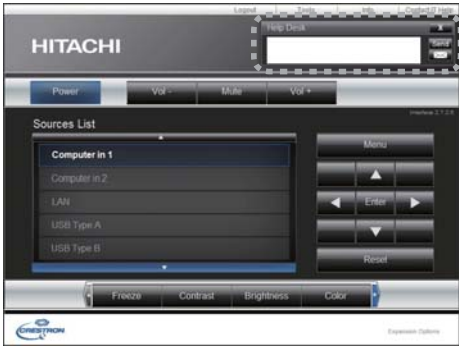 Logout Tools Info Contact IT Help
Help Desk X
HITACHI
Send
Power Vol - Mute Vol +
Interface 2.7.2.6
Sources List
Computer in 1
Computer in 2
LAN
USB Type A
USB Type B
Menu
Enter
Reset
Freeze Contrast Brightness Color
CRESTRON
Expansion Options